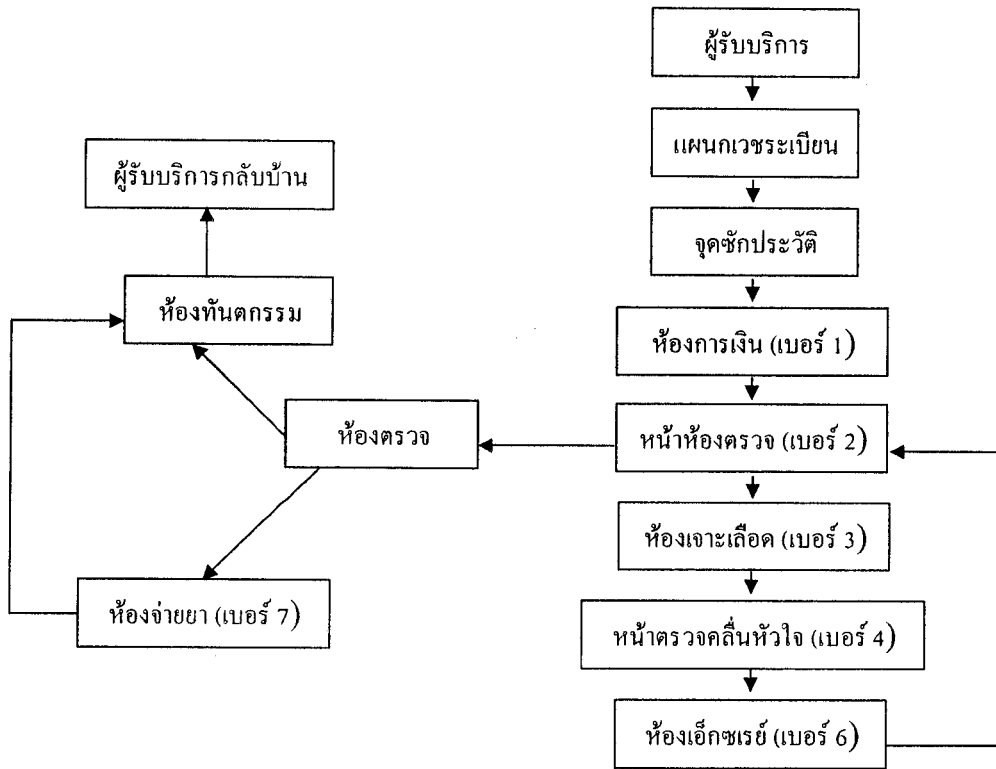 ผู้รับบริการ
แผนกเวชระเบียน
จุดซักประวัติ
ห้องการเงิน (เบอร์ 1)
หน้าห้องตรวจ (เบอร์ 2)
ห้องเจาะเลือด (เบอร์ 3)
หน้าตรวจคลื่นหัวใจ (เบอร์ 4)
ห้องเอ็กซเรย์ (เบอร์ 6)
ห้องตรวจ
ห้องจ่ายยา (เบอร์ 7)
ห้องทันตกรรม
ผู้รับบริการกลับบ้าน